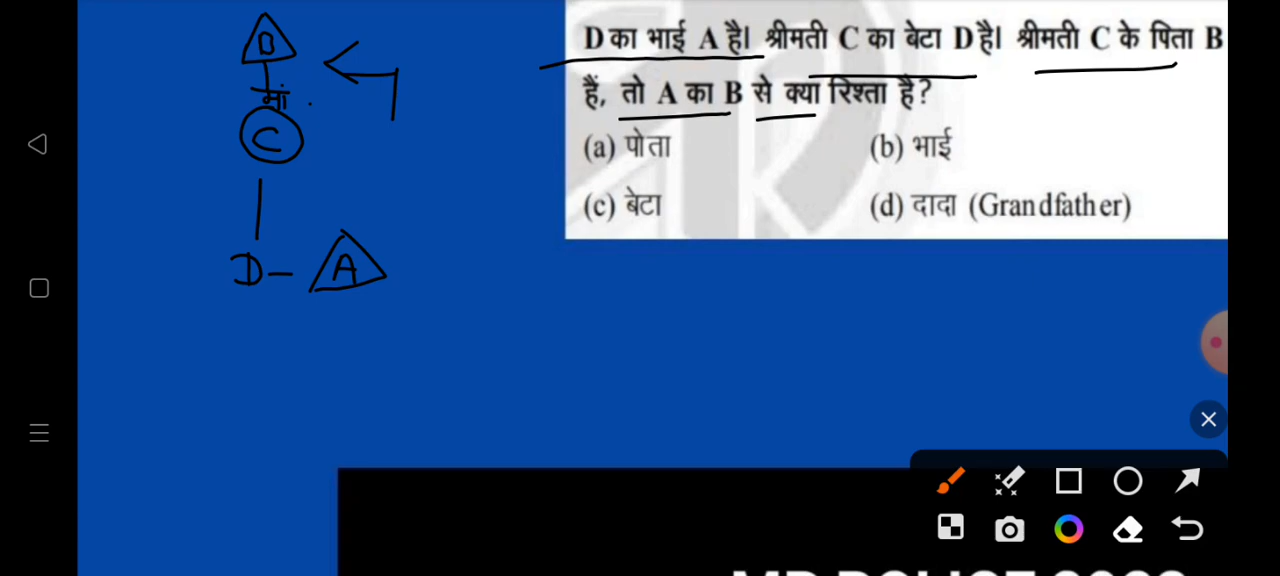 D का भाई A है। श्रीमती C का बेटा D है। श्रीमती C के पिता B
हैं, तो A का B से क्या रिश्ता है?
(a) पोता
(b) भाई
(c) बेटा
(d) दादा (Grandfather)
मां
C
D- A